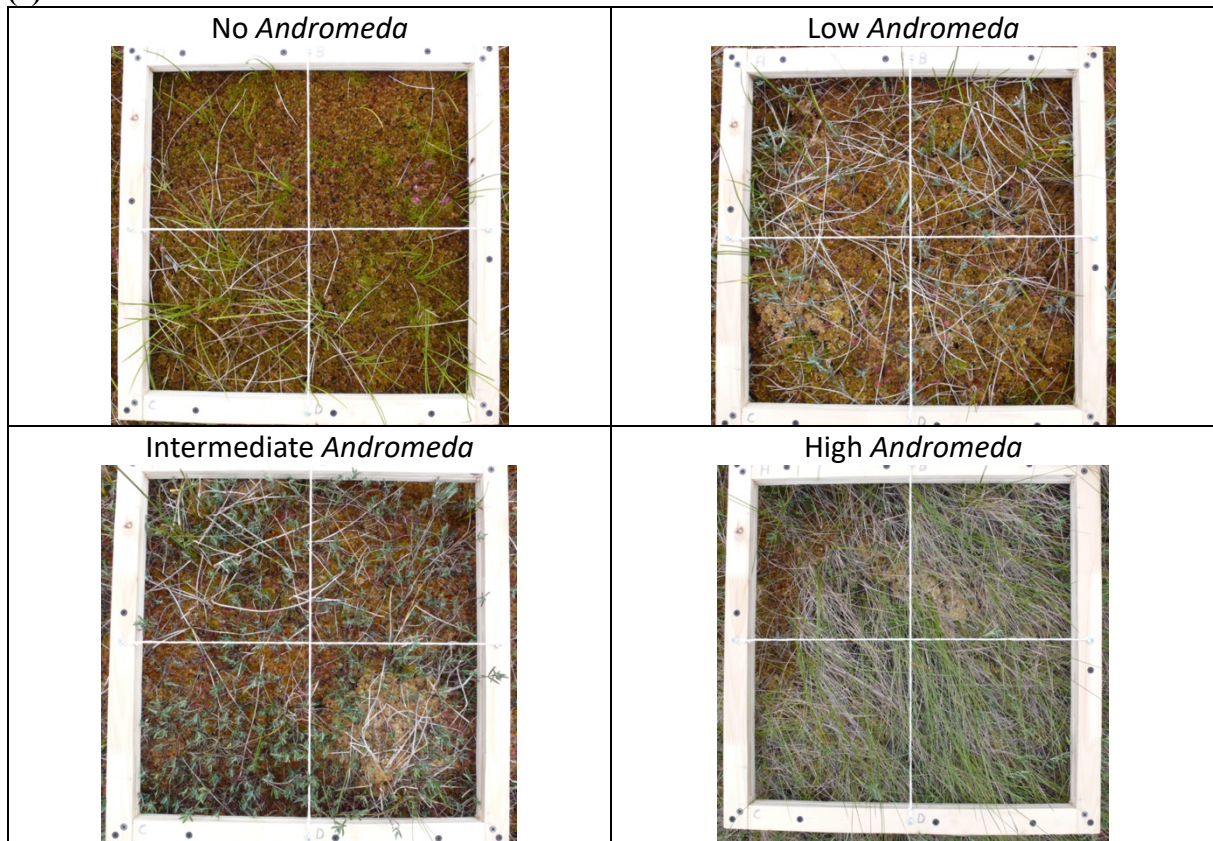 No Andromeda
Low Andromeda
B
A B
C D
C D
Intermediate Andromeda
High Andromeda
B
A B
C D
C D